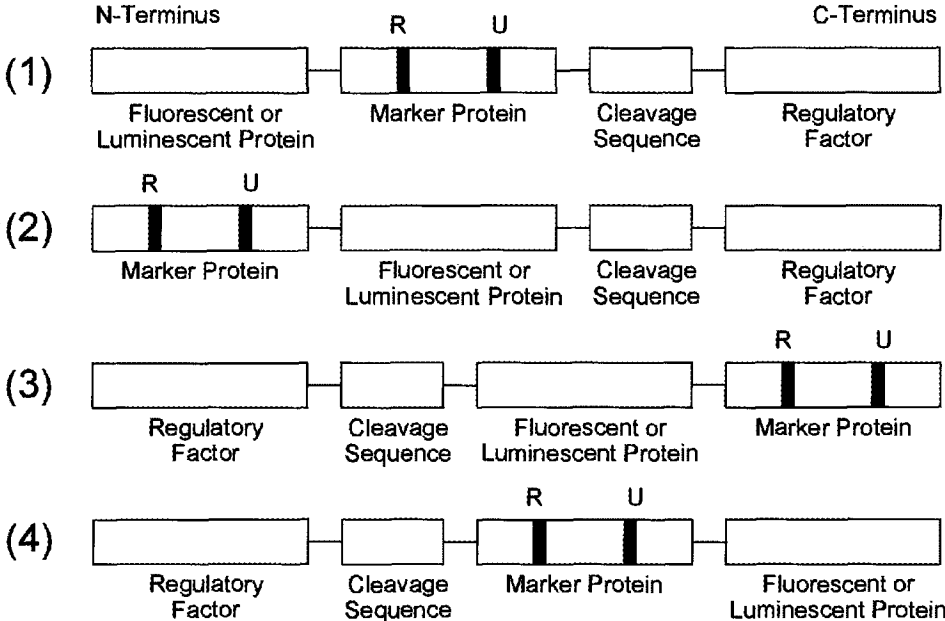 N-Terminus C-Terminus
R U
(1)
Fluorescent or Marker Protein Cleavage Regulatory
Luminescent Protein Sequence Factor
R U
(2)
Marker Protein Fluorescent or Cleavage Regulatory
Luminescent Protein Sequence Factor
R U
(3)
Regulatory Cleavage Fluorescent or Marker Protein
Factor Sequence Luminescent Protein
R U
(4)
Regulatory Cleavage Marker Protein Fluorescent or
Factor Sequence Luminescent Protein